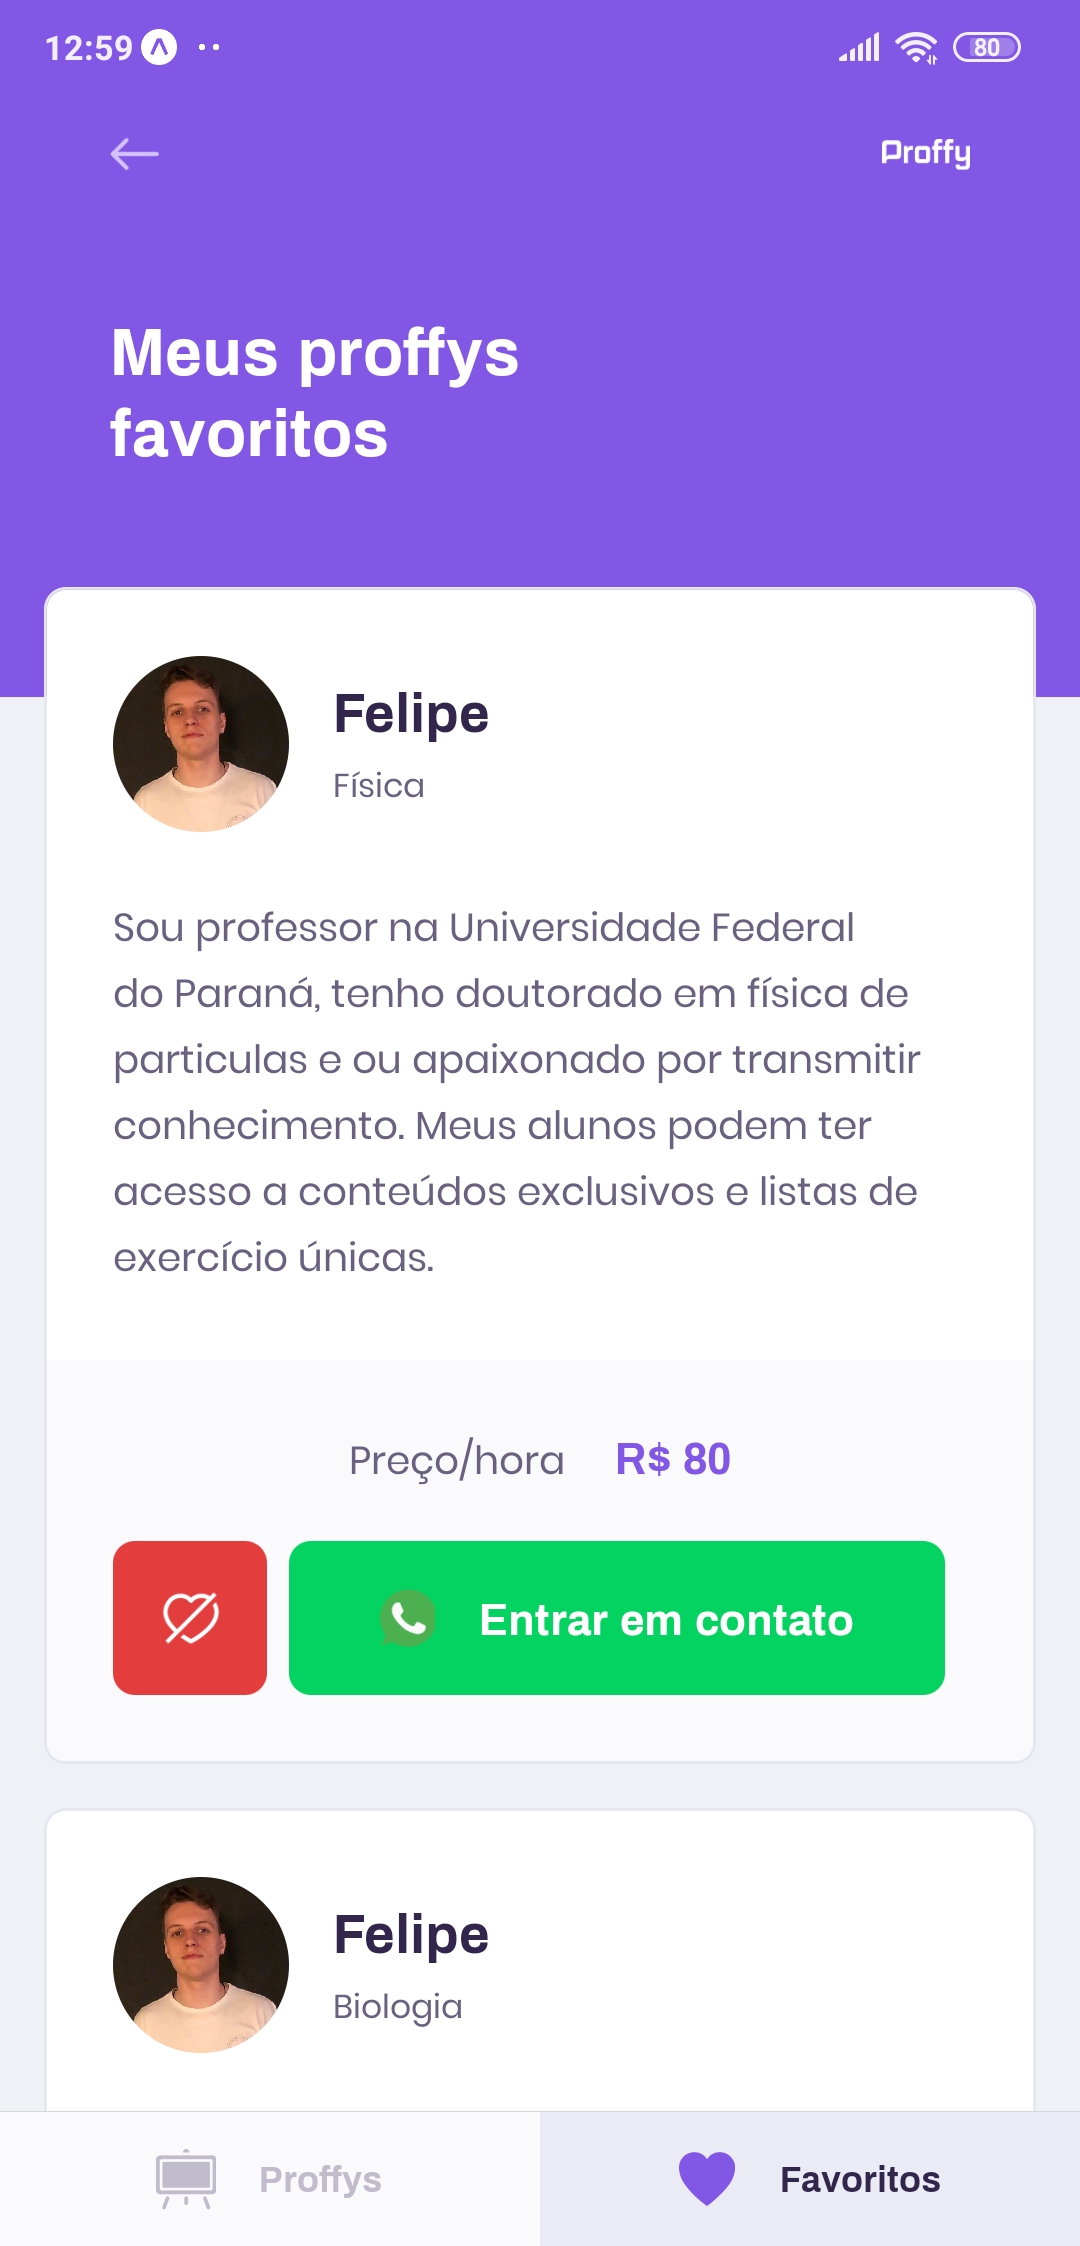 12:59
80
Proffy
Meus proffys
favoritos
Felipe
Física
Sou professor na Universidade Federal
do Paraná, tenho doutorado em física de
particulas e ou apaixonado por transmitir
conhecimento. Meus alunos podem ter
acesso a conteúdos exclusivos e listas de
exercício únicas.
Preço/hora R$ 80
Entrar em contato
Felipe
Biologia
Proffys
Favoritos